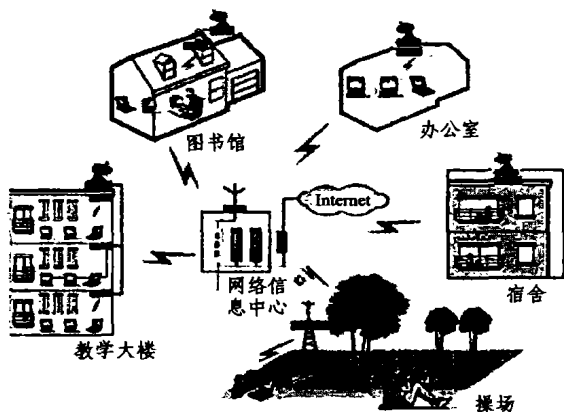 图书馆
办公室
Internet
网络信
息中心
宿舍
教学大楼
操场